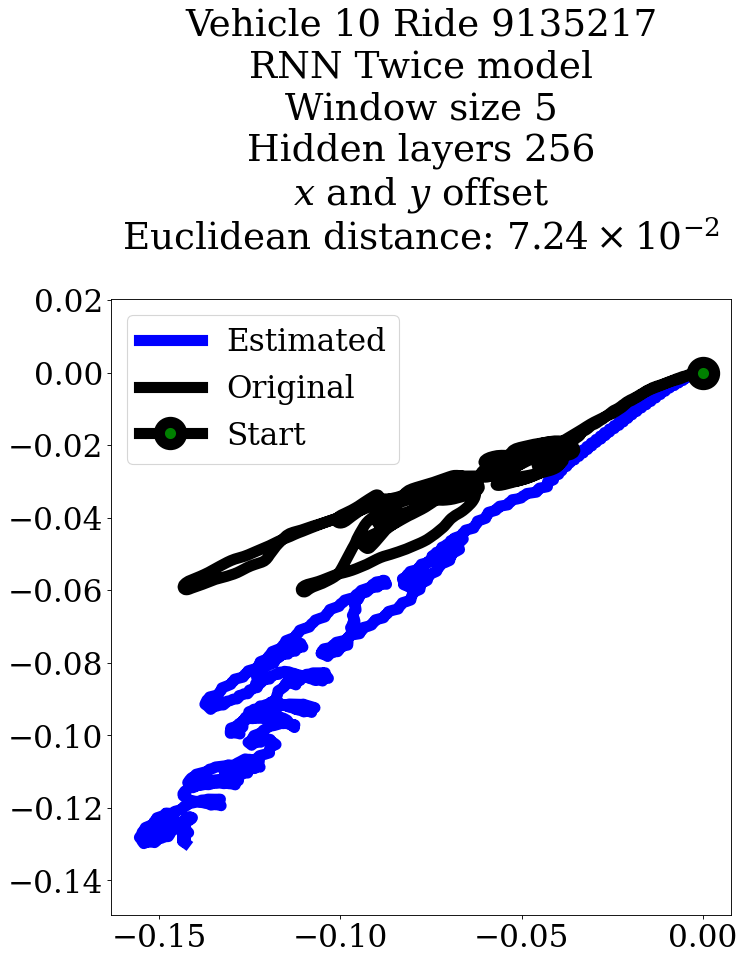 Vehicle 10 Ride 9135217
RNN Twice model
Window size 5
Hidden layers 256
x and y offset
Euclidean distance: 7.24 × 10⁻²
Estimated
Original
Start
0.02
0.00
−0.02
−0.04
−0.06
−0.08
−0.10
−0.12
−0.14
−0.15 −0.10 −0.05 0.00